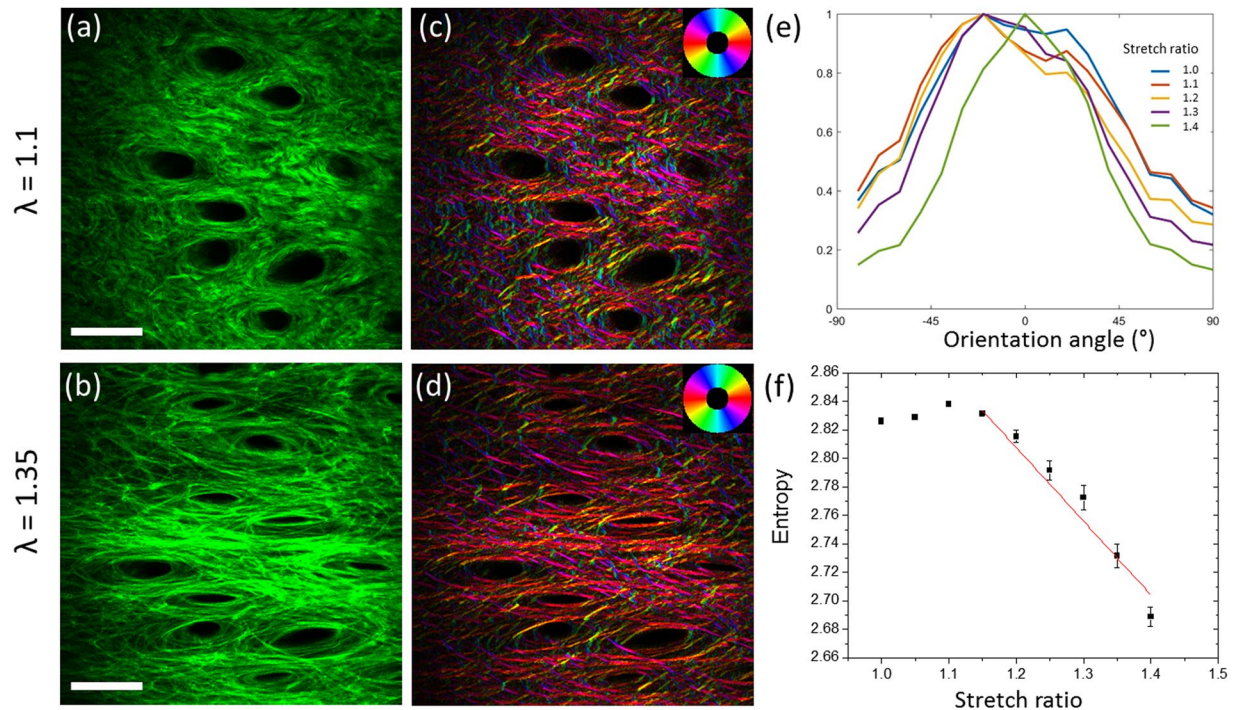 (a)
(c)
(e)
λ = 1.1
Stretch ratio
1.0
1.1
1.2
1.3
1.4
1
0.8
0.6
0.4
0.2
0
-90
-45
0
45
90
Orientation angle (°)
(b)
(d)
(f)
λ = 1.35
Entropy
2.86
2.84
2.82
2.80
2.78
2.76
2.74
2.72
2.70
2.68
2.66
1.0
1.1
1.2
1.3
1.4
1.5
Stretch ratio